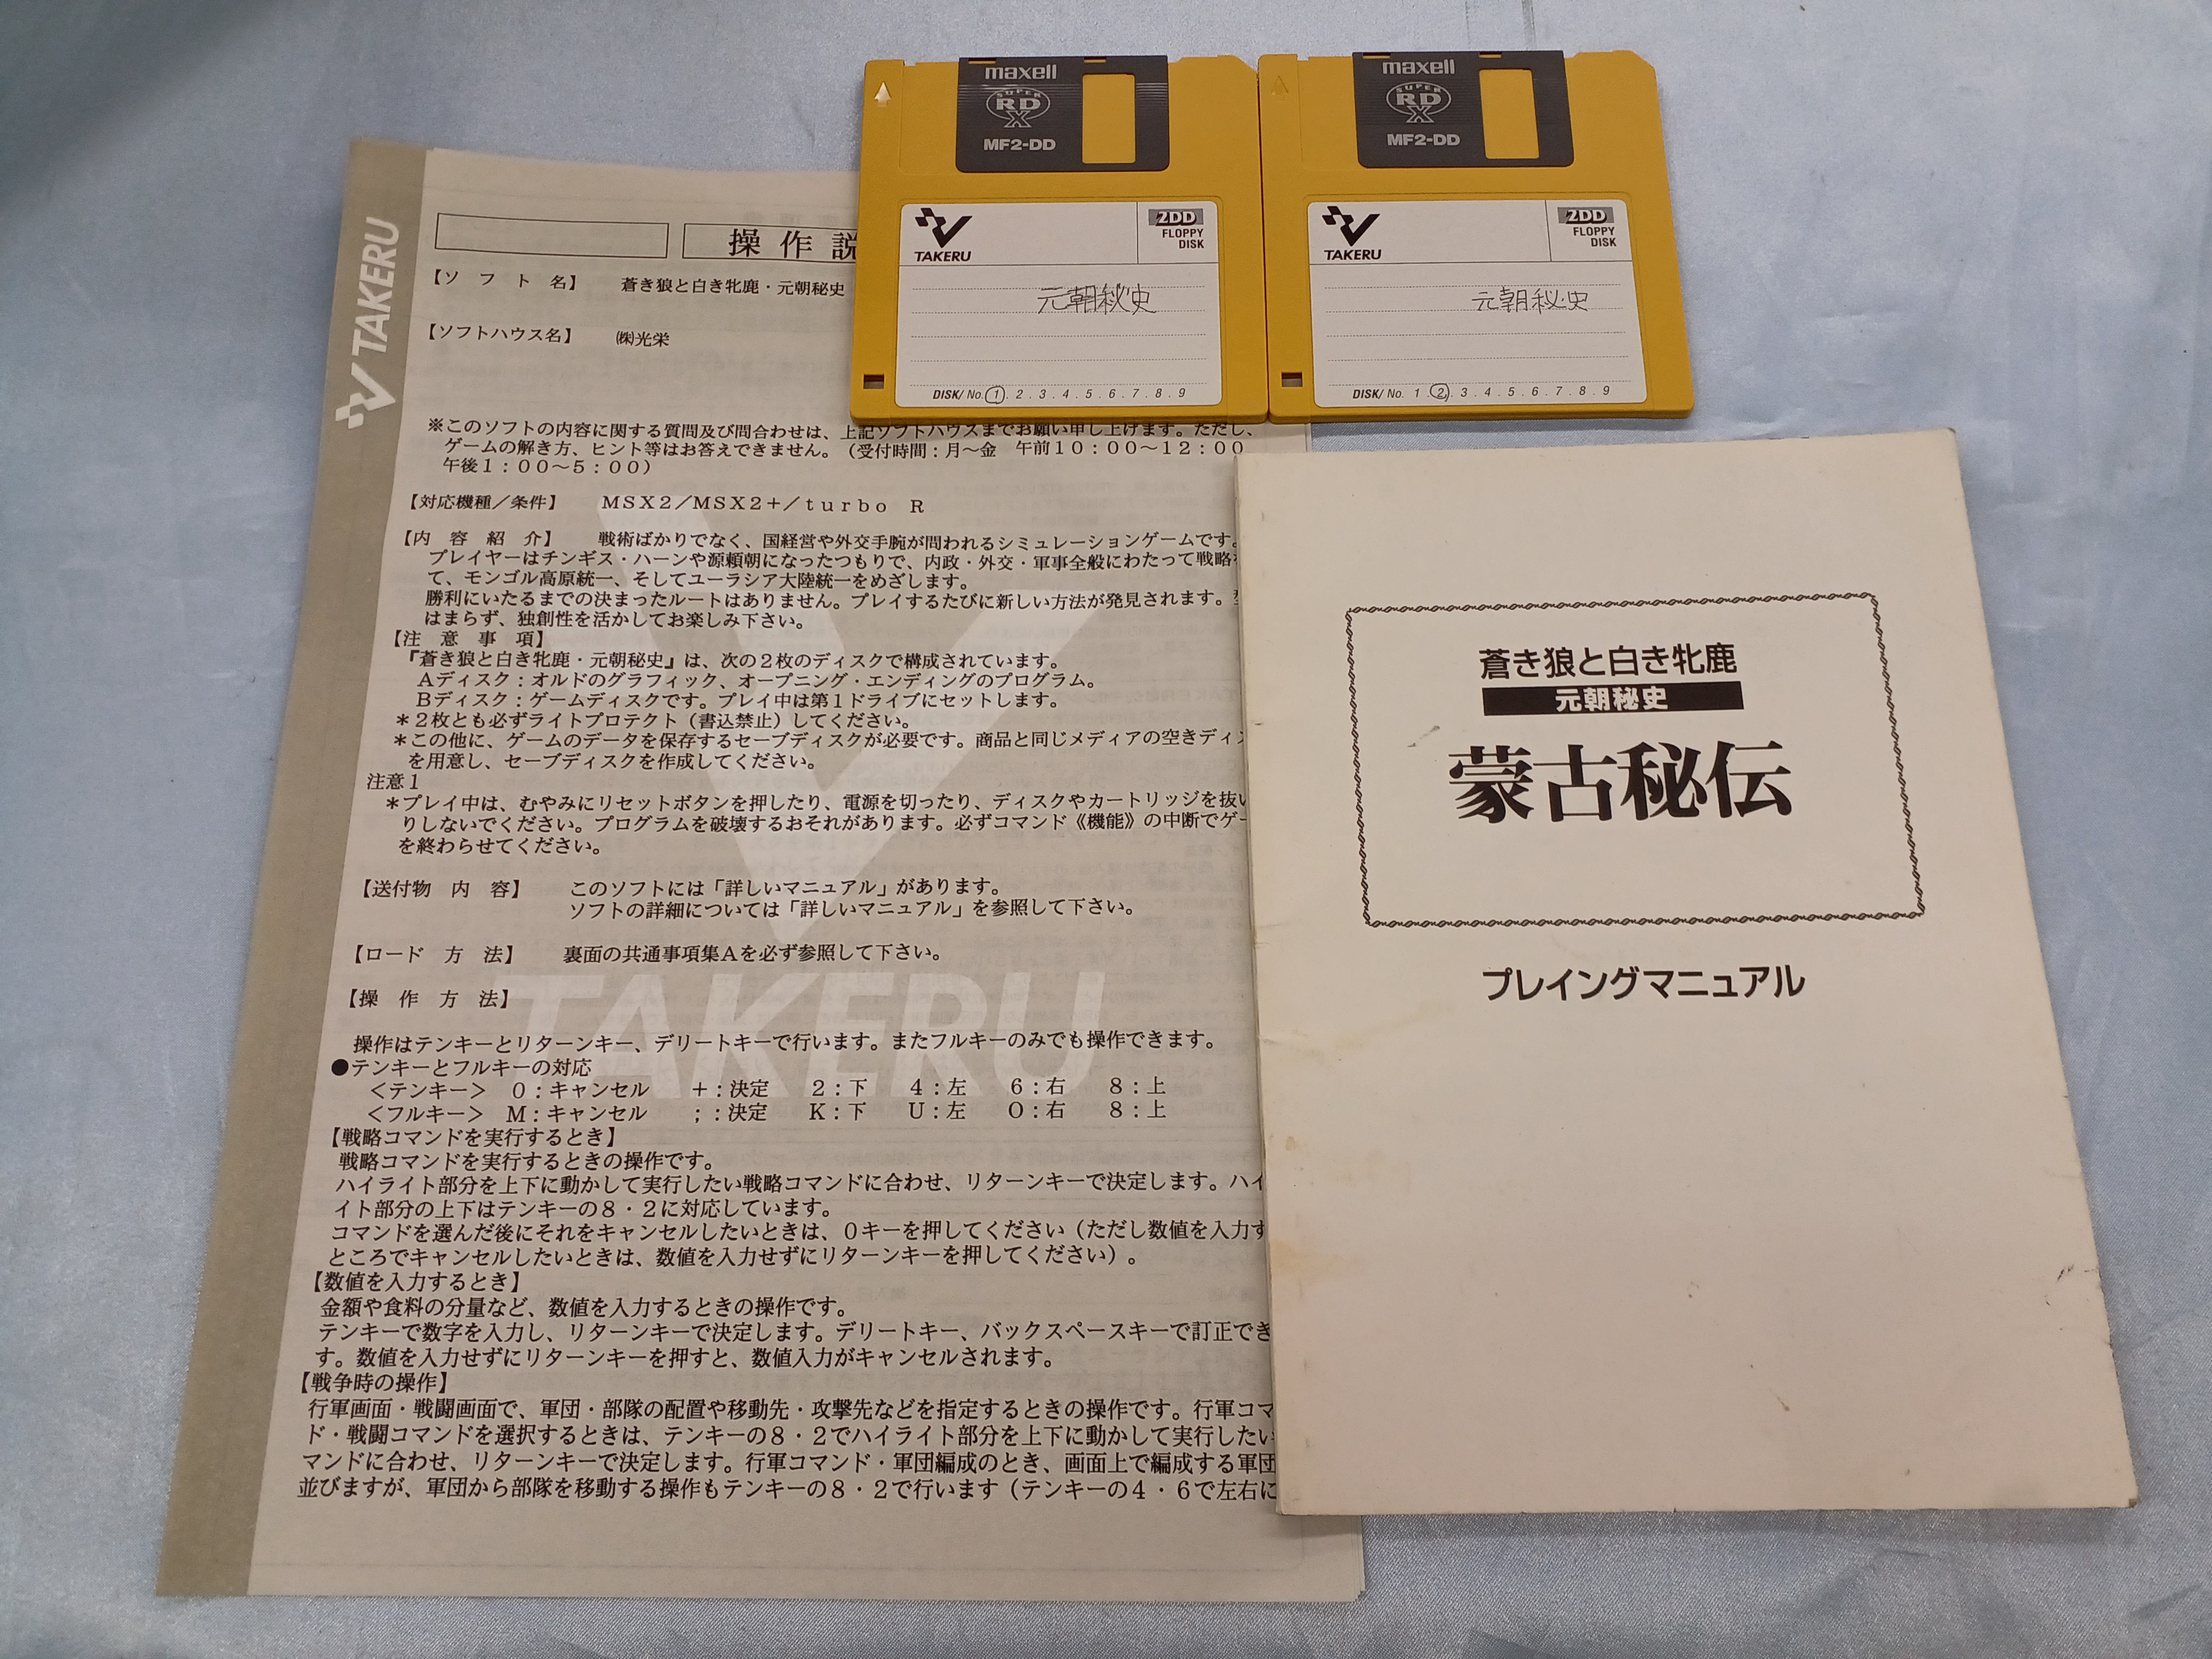 TAKERU
操作説
【ソフト名】 蒼き狼と白き牝鹿・元朝秘史
【ソフトハウス名】 ㈱光栄
※このソフトの内容に関する質問及び問合わせは、上記ソフトハウスまでお願い申し上げます。ただし、
ゲームの解き方、ヒント等はお答えできません。（受付時間：月～金 午前１０：００～１２：００
午後１：００～５：００）
【対応機種／条件】 ＭＳＸ２／ＭＳＸ２＋／ｔｕｒｂｏ Ｒ
【内容紹介】 戦術ばかりでなく、国経営や外交手腕が問われるシミュレーションゲームです。
プレイヤーはチンギス・ハーンや源頼朝になったつもりで、内政・外交・軍事全般にわたって戦略
て、モンゴル高原統一、そしてユーラシア大陸統一をめざします。
勝利にいたるまでの決まったルートはありません。プレイするたびに新しい方法が発見されます。
はまらず、独創性を活かしてお楽しみ下さい。
【注意事項】
『蒼き狼と白き牝鹿・元朝秘史』は、次の２枚のディスクで構成されています。
Ａディスク：オルドのグラフィック、オープニング・エンディングのプログラム。
Ｂディスク：ゲームディスクです。プレイ中は第１ドライブにセットします。
＊２枚とも必ずライトプロテクト（書込禁止）してください。
＊この他に、ゲームのデータを保存するセーブディスクが必要です。商品と同じメディアの空きディ
を用意し、セーブディスクを作成してください。
注意１
＊プレイ中は、むやみにリセットボタンを押したり、電源を切ったり、ディスクやカートリッジを抜い
りしないでください。プログラムを破壊するおそれがあります。必ずコマンド《機能》の中断でゲー
を終わらせてください。
【送付物内容】 このソフトには「詳しいマニュアル」があります。
ソフトの詳細については「詳しいマニュアル」を参照して下さい。
【ロード方法】 裏面の共通事項集Ａを必ず参照して下さい。
【操作方法】
操作はテンキーとリターンキー、デリートキーで行います。またフルキーのみでも操作できます。
●テンキーとフルキーの対応
＜テンキー＞ ０：キャンセル ＋：決定 ２：下 ４：左 ６：右 ８：上
＜フルキー＞ Ｍ：キャンセル ；：決定 Ｋ：下 Ｕ：左 Ｏ：右 ８：上
【戦略コマンドを実行するとき】
戦略コマンドを実行するときの操作です。
ハイライト部分を上下に動かして実行したい戦略コマンドに合わせ、リターンキーで決定します。ハイ
イト部分の上下はテンキーの８・２に対応しています。
コマンドを選んだ後にそれをキャンセルしたいときは、０キーを押してください（ただし数値を入力す
ところでキャンセルしたいときは、数値を入力せずにリターンキーを押してください）。
【数値を入力するとき】
金額や食料の分量など、数値を入力するときの操作です。
テンキーで数字を入力し、リターンキーで決定します。デリートキー、バックスペースキーで訂正でき
す。数値を入力せずにリターンキーを押すと、数値入力がキャンセルされます。
【戦争時の操作】
行軍画面・戦闘画面で、軍団・部隊の配置や移動先・攻撃先などを指定するときの操作です。行軍コマ
ド・戦闘コマンドを選択するときは、テンキーの８・２でハイライト部分を上下に動かして実行したい
マンドに合わせ、リターンキーで決定します。行軍コマンド・軍団編成のとき、画面上で編成する軍団
並びますが、軍団から部隊を移動する操作もテンキーの８・２で行います（テンキーの４・６で左右に
TAKERU
maxell
SUPER
RD
X
MF2-DD
TAKERU
2DD
FLOPPY
DISK
元朝秘史
DISK/No. 1 . 2 . 3 . 4 . 5 . 6 . 7 . 8 . 9
maxell
SUPER
RD
X
MF2-DD
TAKERU
2DD
FLOPPY
DISK
元朝秘史
DISK/No. 1 . 2 . 3 . 4 . 5 . 6 . 7 . 8 . 9
蒼き狼と白き牝鹿
元朝秘史
蒙古秘伝
プレイングマニュアル